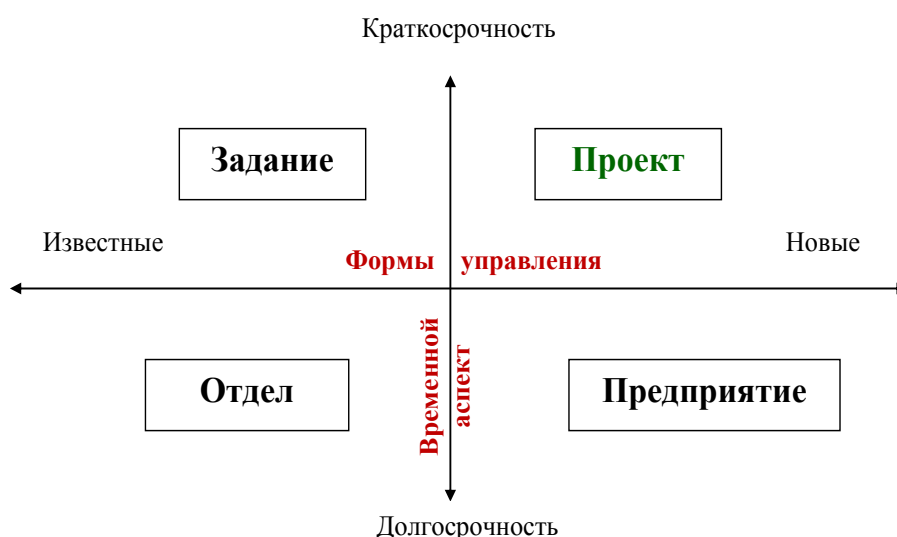 Краткосрочность
Задание
Проект
Известные
Новые
Формы управления
Временной
аспект
Отдел
Предприятие
Долгосрочность